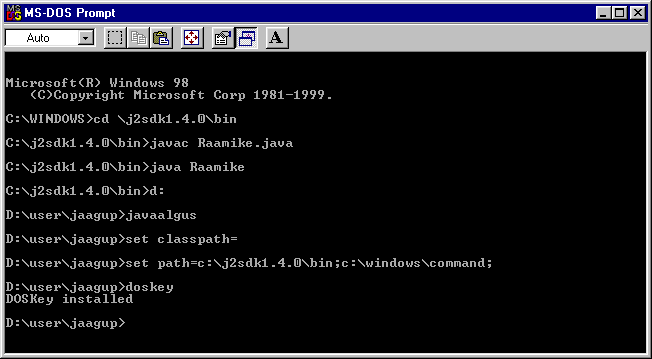 MS-DOS Prompt
Auto
A
Microsoft(R) Windows 98
(C)Copyright Microsoft Corp 1981-1999.
C:\WINDOWS>cd \j2sdk1.4.0\bin
C:\j2sdk1.4.0\bin>javac Raamike.java
C:\j2sdk1.4.0\bin>java Raamike
C:\j2sdk1.4.0\bin>d:
D:\user\jaagup>javaalgus
D:\user\jaagup>set classpath=
D:\user\jaagup>set path=c:\j2sdk1.4.0\bin;c:\windows\command;
D:\user\jaagup>doskey
DOSKey installed
D:\user\jaagup>